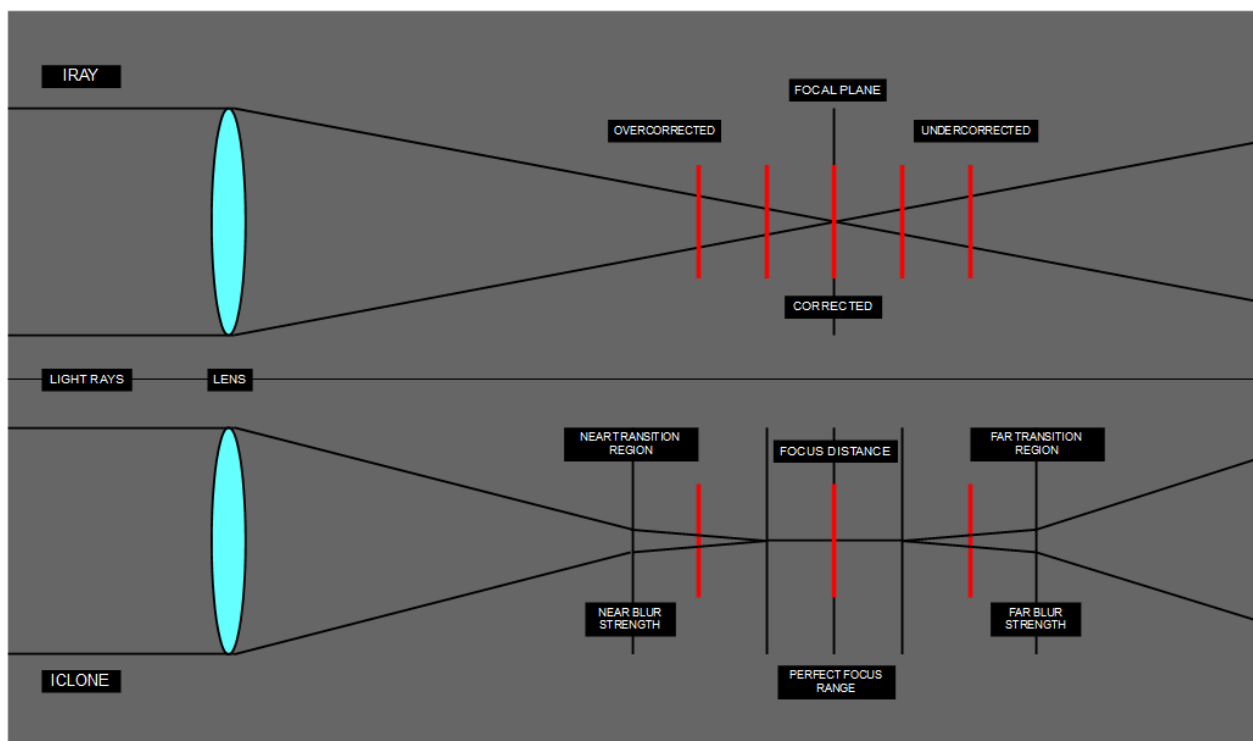 IRAY
FOCAL PLANE
OVERCORRECTED
UNDERCORRECTED
CORRECTED
LIGHT RAYS
LENS
NEAR TRANSITION
REGION
FOCUS DISTANCE
FAR TRANSITION
REGION
NEAR BLUR
STRENGTH
FAR BLUR
STRENGTH
ICLONE
PERFECT FOCUS
RANGE